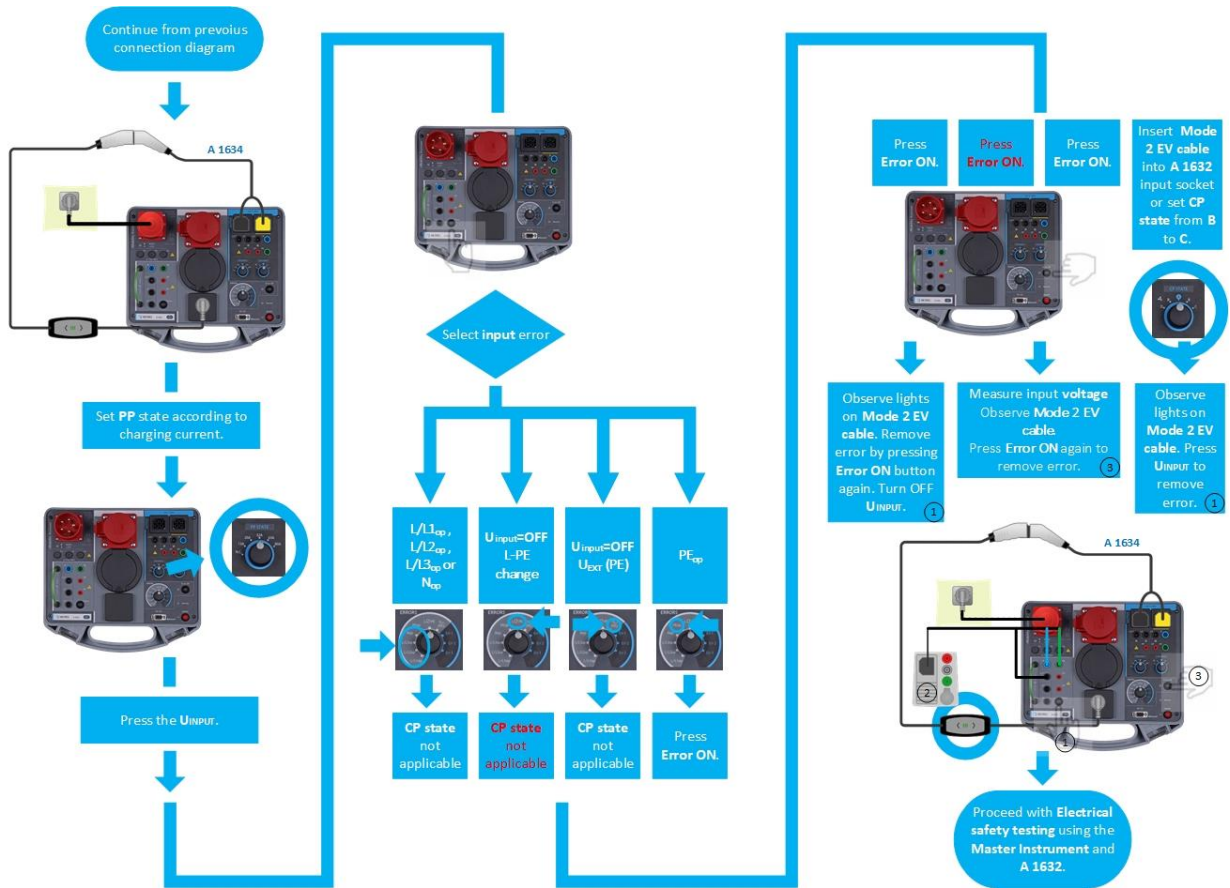 Continue from prevoius
connection diagram
A 1634
Set PP state according to
charging current.
PP STATE
Press the UINPUT.
Select input error
L/L1op,
L/L2op,
L/L3op or
Nop
Uinput=OFF
L-PE
change
Uinput=OFF
UEXT (PE)
PEop
CP state
not
applicable
CP state
not
applicable
CP state
not
applicable
Press
Error ON.
Press
Error ON.
Press
Error ON.
Press
Error ON.
Insert Mode
2 EV cable
into A 1632
input socket
or set CP
state from B
to C.
CP STATE
Observe lights
on Mode 2 EV
cable. Remove
error by pressing
Error ON button
again. Turn OFF
UINPUT.
1
Measure input voltage
Observe Mode 2 EV
cable.
Press Error ON again to
remove error.
3
Observe
lights on
Mode 2 EV
cable. Press
UINPUT to
remove
error.
1
A 1634
2
3
1
Proceed with Electrical
safety testing using the
Master Instrument and
A 1632.